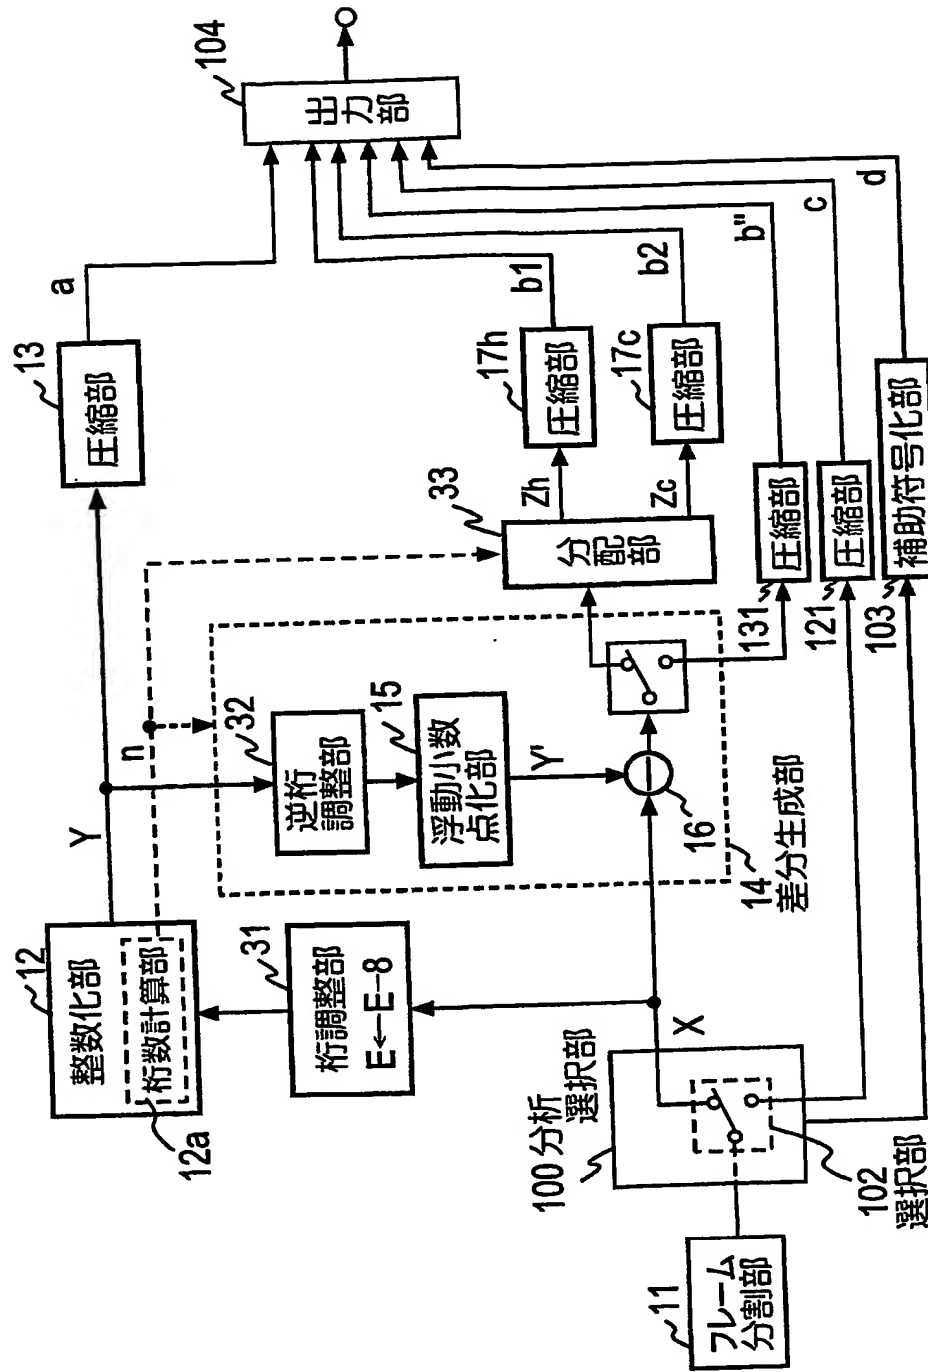 11
フレーム
分割部
100 分析
選択部
102
選択部
X
31
桁調整部
E←E-8
12
整数化部
桁数計算部
12a
Y
n
32
逆桁
調整部
15
浮動小数
点化部
Y'
16
14
差分生成部
13
圧縮部
a
33
分配部
Zh
Zc
17h
圧縮部
b1
17c
圧縮部
b2
131
圧縮部
b"
121
圧縮部
c
103
補助符号化部
d
104
出力部